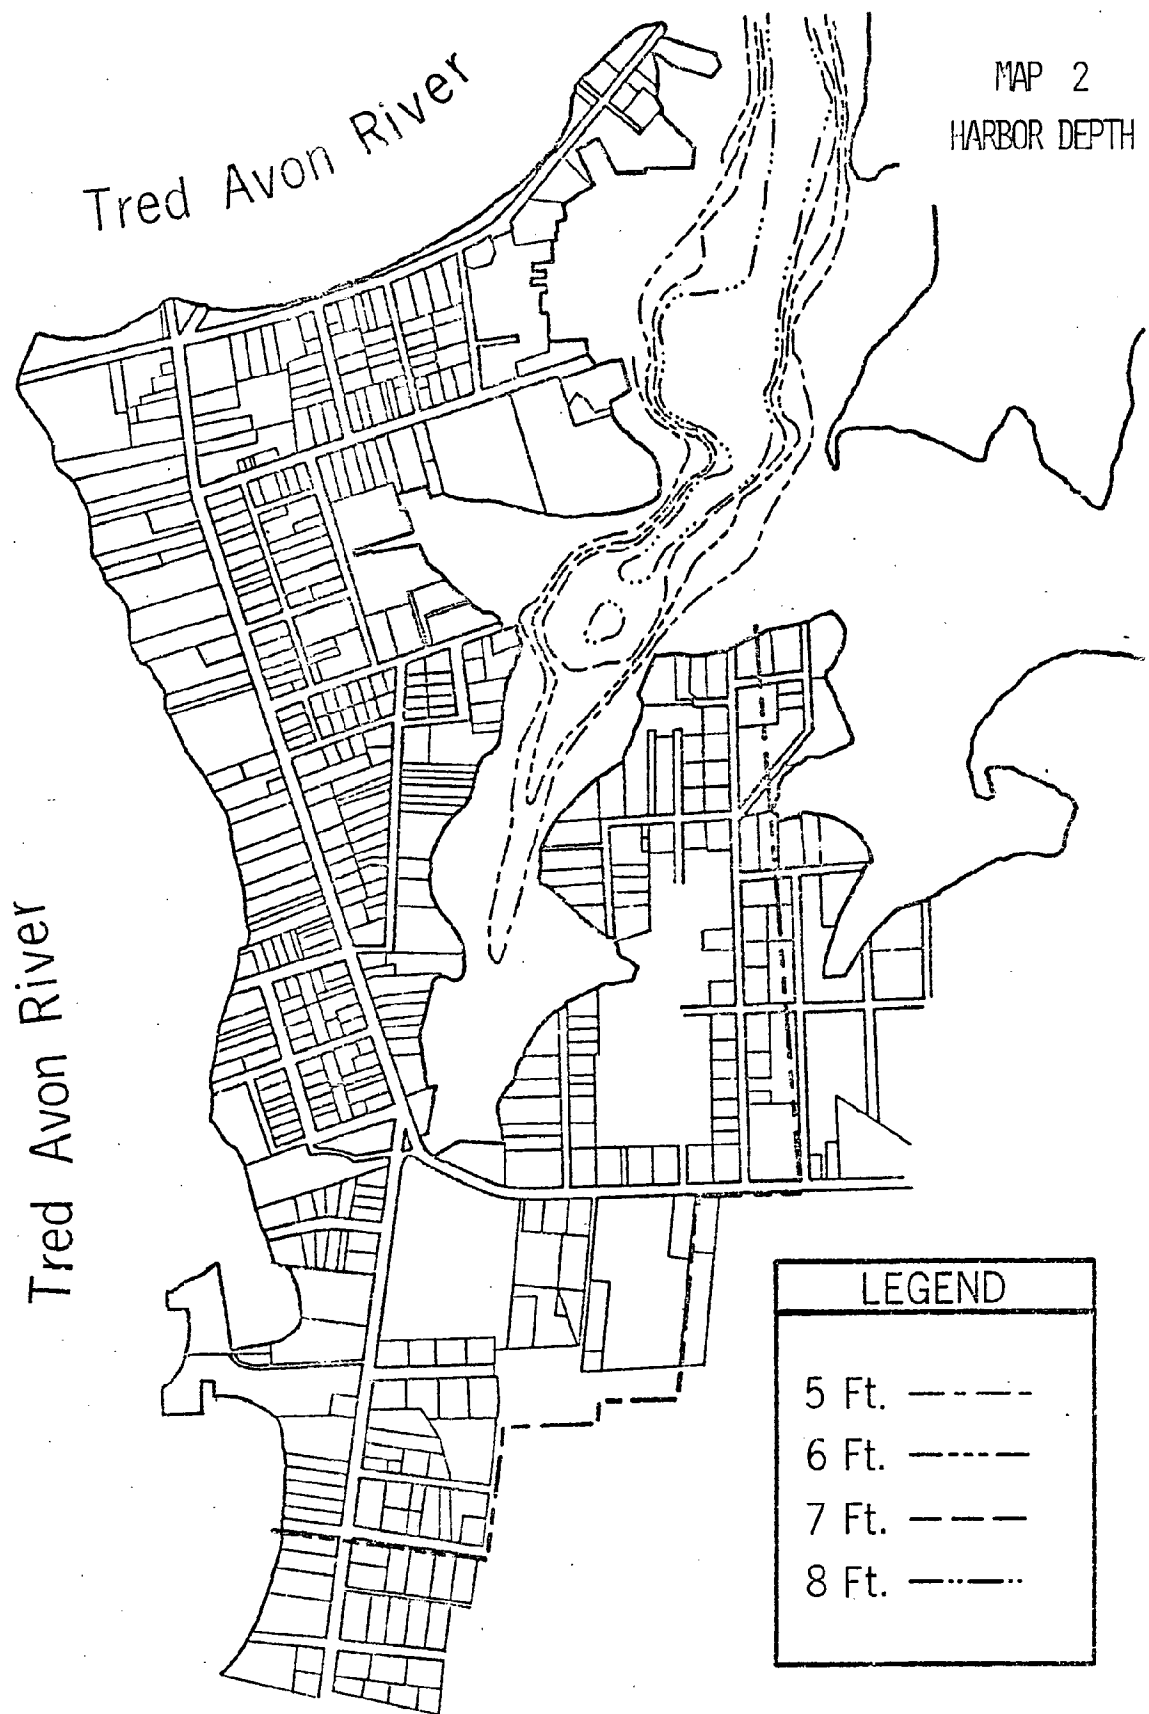 MAP 2
HARBOR DEPTH
Tred Avon River
Tred Avon River
LEGEND
5 Ft.
6 Ft.
7 Ft.
8 Ft.